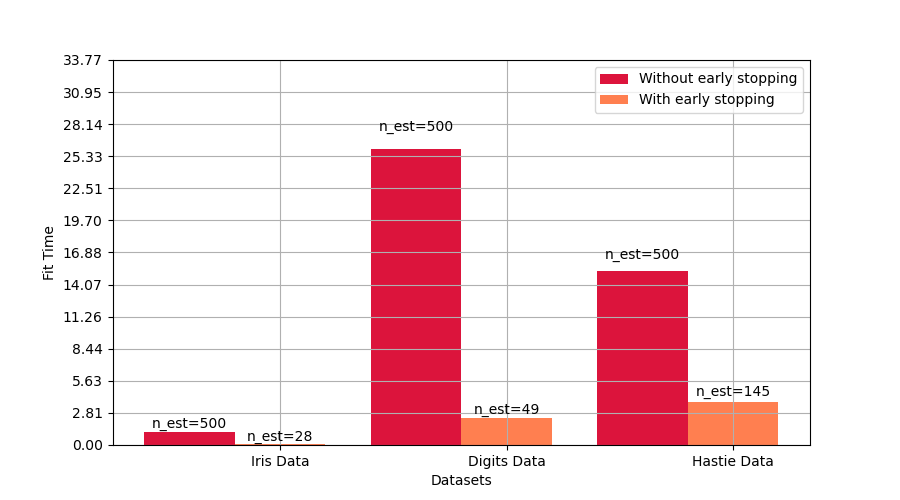 33.77
30.95
28.14
25.33
22.51
19.70
16.88
14.07
11.26
8.44
5.63
2.81
0.00
Fit Time
Without early stopping
With early stopping
n_est=500
n_est=28
n_est=500
n_est=49
n_est=500
n_est=145
Iris Data
Digits Data
Hastie Data
Datasets